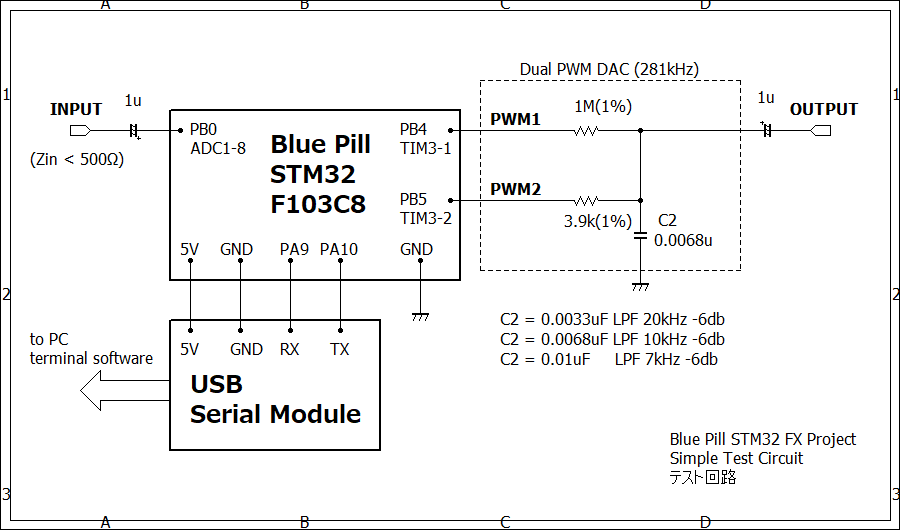 A B C D
1 1
Dual PWM DAC (281kHz)
INPUT
1u
(Zin < 500Ω)
PB0
ADC1-8
Blue Pill
STM32
F103C8
PB4
TIM3-1
PB5
TIM3-2
5V GND PA9 PA10 GND
PWM1
1M(1%)
PWM2
3.9k(1%)
C2
0.0068u
1u
OUTPUT
2 2
C2 = 0.0033uF LPF 20kHz -6db
C2 = 0.0068uF LPF 10kHz -6db
C2 = 0.01uF LPF 7kHz -6db
to PC
terminal software
5V GND RX TX
USB
Serial Module
Blue Pill STM32 FX Project
Simple Test Circuit
テスト回路
3 3
A B C D